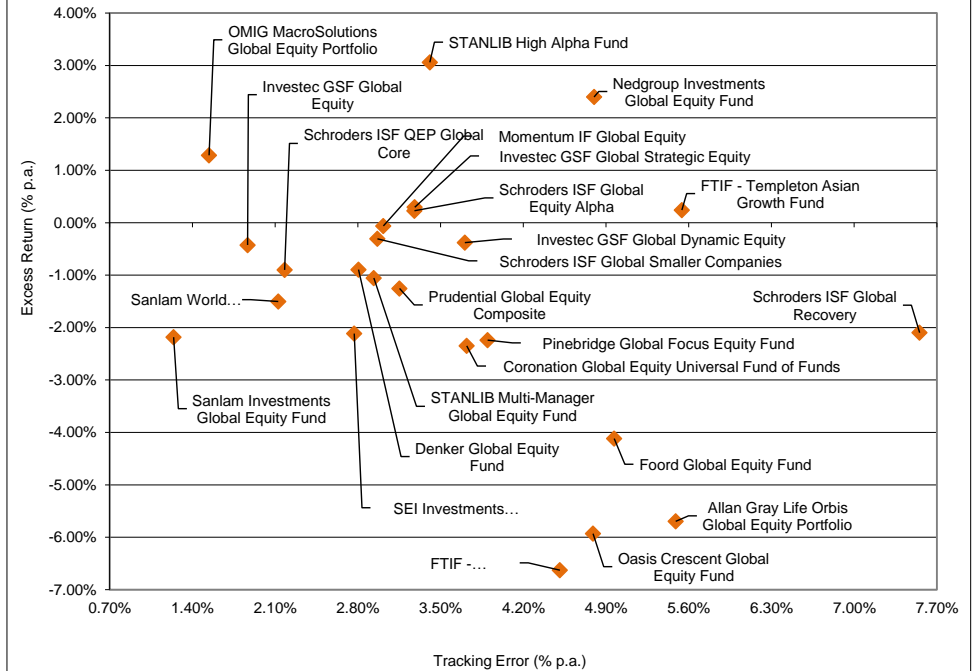 4.00%
3.00%
2.00%
1.00%
0.00%
-1.00%
-2.00%
-3.00%
-4.00%
-5.00%
-6.00%
-7.00%
Excess Return (% p.a.)
OMIG MacroSolutions
Global Equity Portfolio
STANLIB High Alpha Fund
Investec GSF Global
Equity
Nedgroup Investments
Global Equity Fund
Schroders ISF QEP Global
Core
Momentum IF Global Equity
Investec GSF Global Strategic Equity
Schroders ISF Global
Equity Alpha
FTIF - Templeton Asian
Growth Fund
Investec GSF Global Dynamic Equity
Schroders ISF Global Smaller Companies
Sanlam World...
Prudential Global Equity
Composite
Schroders ISF Global
Recovery
Pinebridge Global Focus Equity Fund
Coronation Global Equity Universal Fund of Funds
Sanlam Investments
Global Equity Fund
STANLIB Multi-Manager
Global Equity Fund
Denker Global Equity
Fund
Foord Global Equity Fund
SEI Investments...
Allan Gray Life Orbis
Global Equity Portfolio
FTIF -...
Oasis Crescent Global
Equity Fund
0.70% 1.40% 2.10% 2.80% 3.50% 4.20% 4.90% 5.60% 6.30% 7.00% 7.70%
Tracking Error (% p.a.)